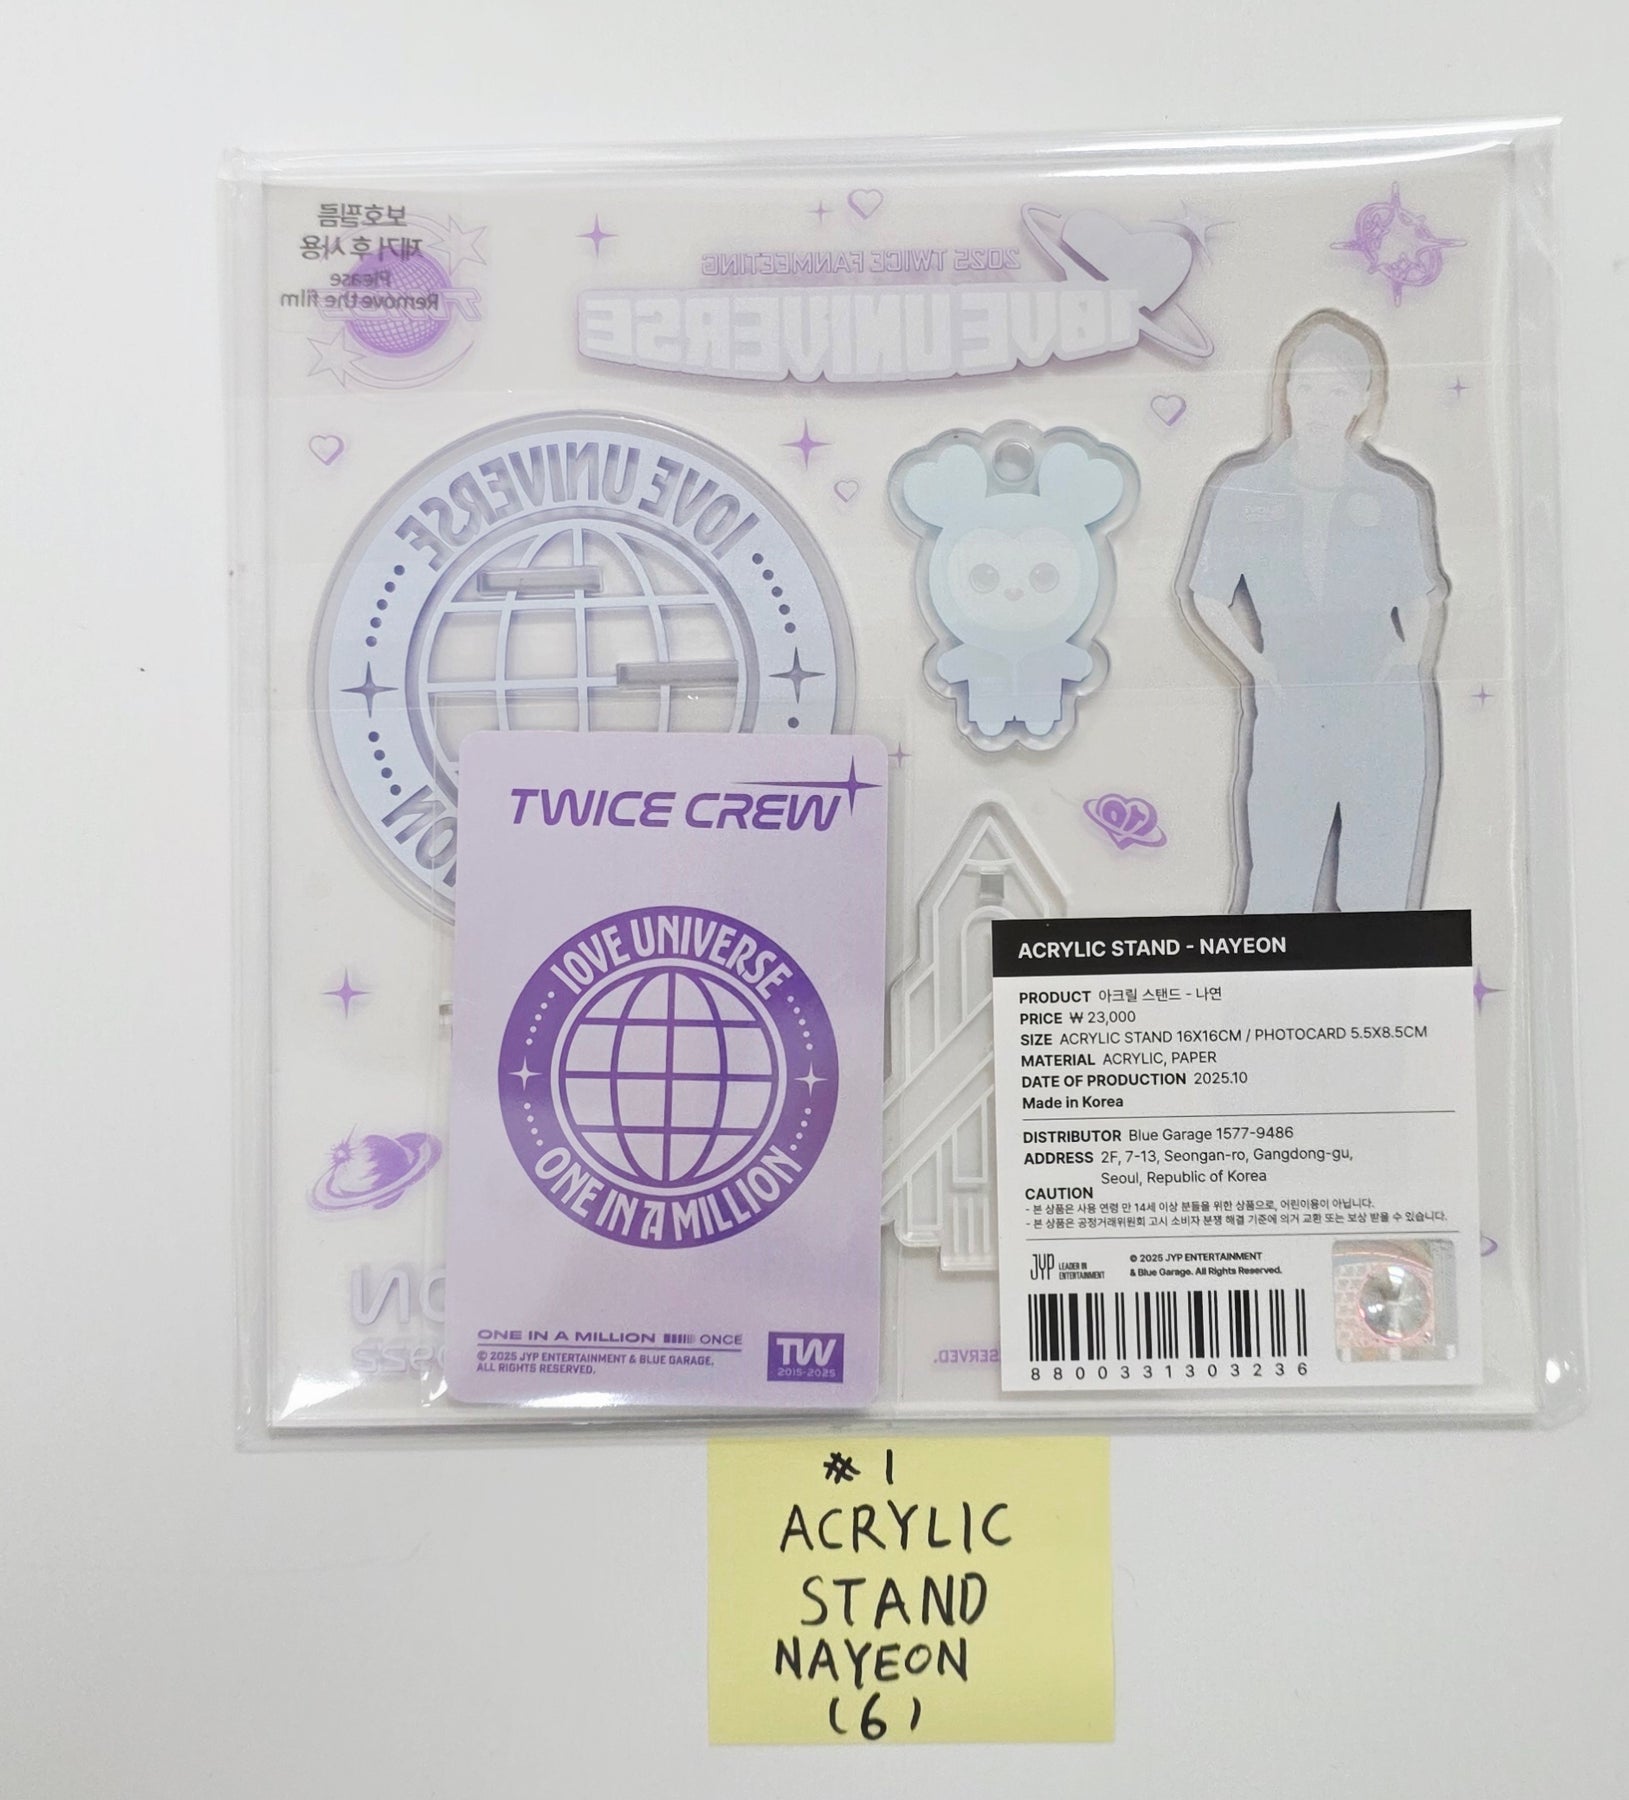 보호필름
제거 후 사용
Please
Remove the film
2025 TWICE FANMEETING
10VE UNIVERSE
10VE UNIVERSE
TWICE CREW
10VE UNIVERSE
ONE IN A MILLION
ONE IN A MILLION ONCE
© 2025 JYP ENTERTAINMENT & BLUE GARAGE.
ALL RIGHTS RESERVED.
TW
2015-2025
ACRYLIC STAND - NAYEON
PRODUCT 아크릴 스탠드 - 나연
PRICE ₩ 23,000
SIZE ACRYLIC STAND 16X16CM / PHOTOCARD 5.5X8.5CM
MATERIAL ACRYLIC, PAPER
DATE OF PRODUCTION 2025.10
Made in Korea
DISTRIBUTOR Blue Garage 1577-9486
ADDRESS 2F, 7-13, Seongan-ro, Gangdong-gu,
Seoul, Republic of Korea
CAUTION
- 본 상품은 사용 연령 만 14세 이상 분들을 위한 상품으로, 어린이용이 아닙니다.
- 본 상품은 공정거래위원회 고시 소비자 분쟁 해결 기준에 의거 교환 또는 보상 받을 수 있습니다.
JYP LEADER IN
ENTERTAINMENT
© 2025 JYP ENTERTAINMENT
& Blue Garage. All Rights Reserved.
8800331303236
#1
ACRYLIC
STAND
NAYEON
(6)